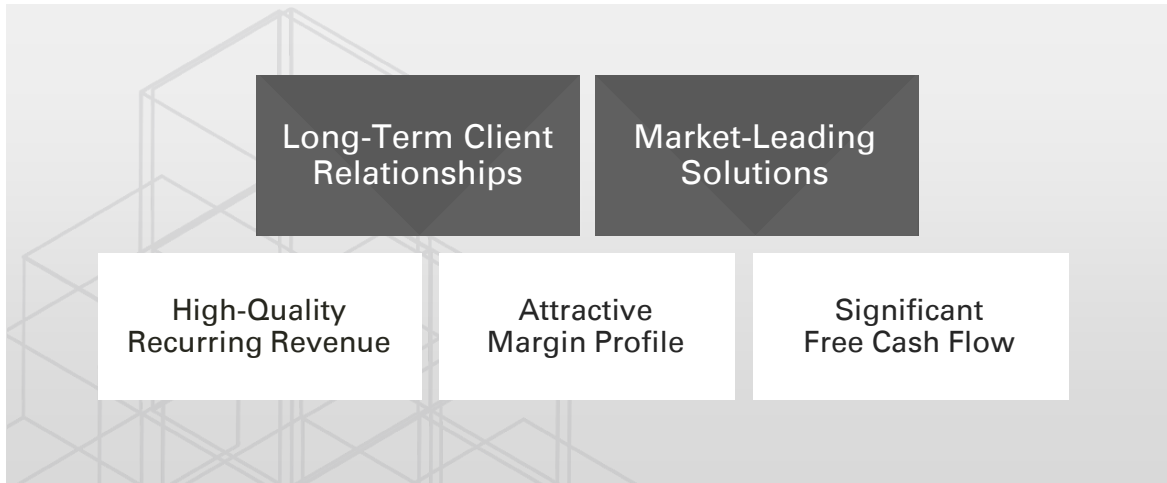 Long-Term Client
Relationships
Market-Leading
Solutions
High-Quality
Recurring Revenue
Attractive
Margin Profile
Significant
Free Cash Flow